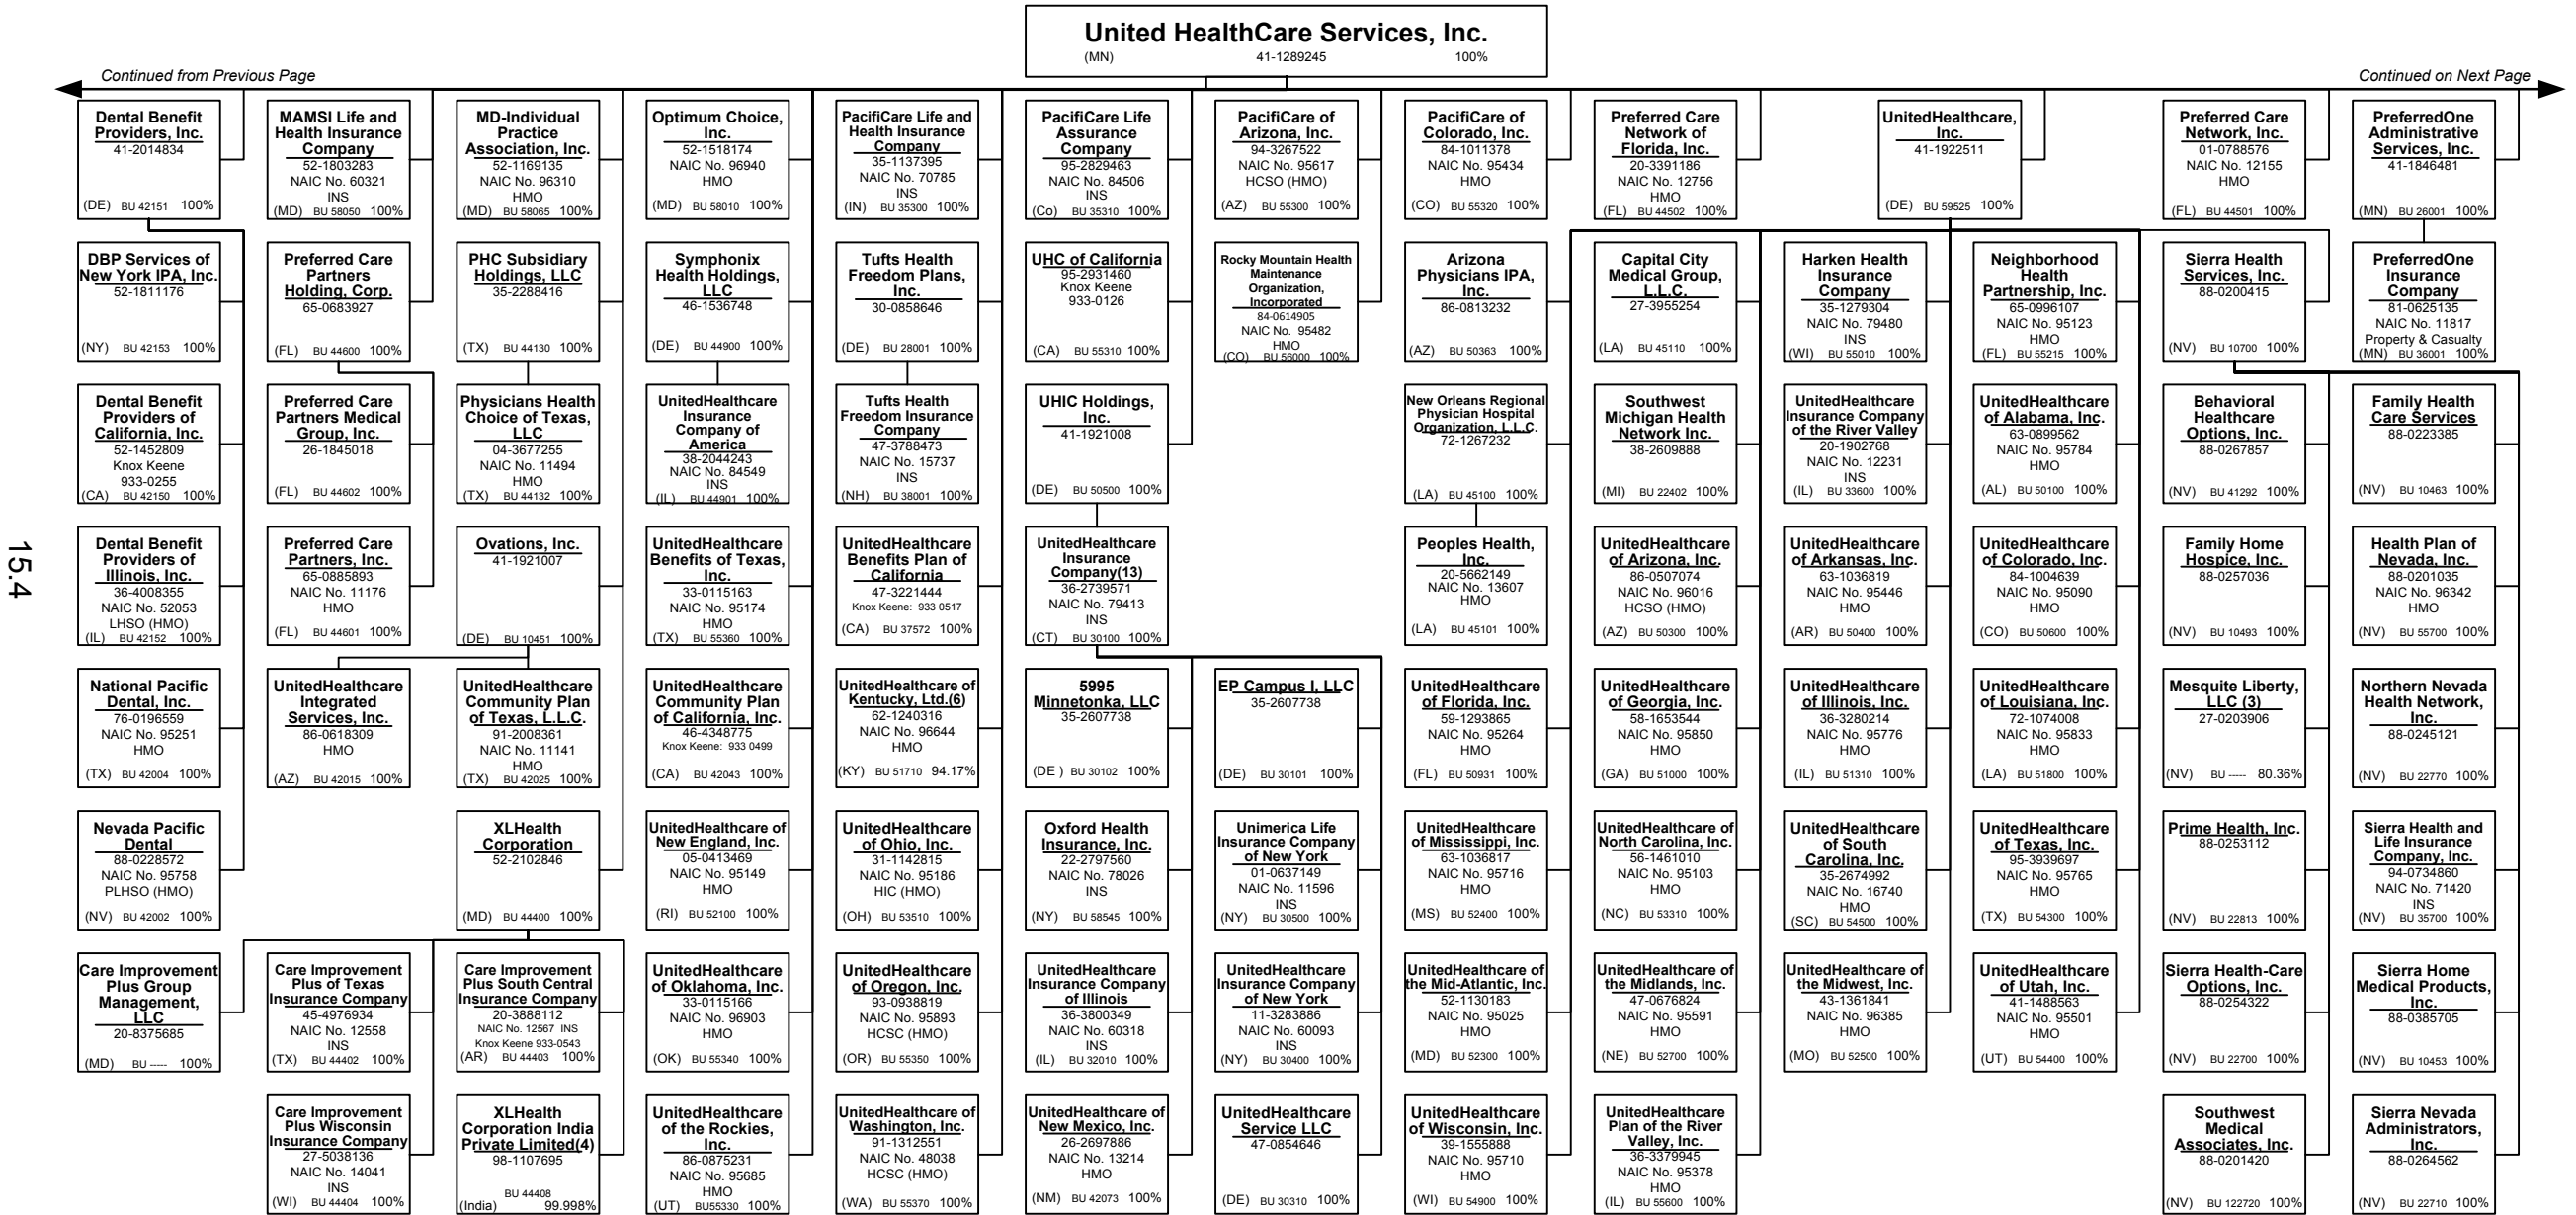 United HealthCare Services, Inc.
(MN) 41-1289245 100%
Continued from Previous Page
Continued on Next Page
Dental Benefit
Providers, Inc.
41-2014834
(DE) BU 42151 100%
MAMSI Life and
Health Insurance
Company
52-1803283
NAIC No. 60321
INS
(MD) BU 58050 100%
MD-Individual
Practice
Association, Inc.
52-1169135
NAIC No. 96310
HMO
(MD) BU 58065 100%
Optimum Choice,
Inc.
52-1518174
NAIC No. 96940
HMO
(MD) BU 58010 100%
PacifiCare Life and
Health Insurance
Company
35-1137395
NAIC No. 70785
INS
(IN) BU 35300 100%
PacifiCare Life
Assurance
Company
95-2829463
NAIC No. 84506
INS
(Co) BU 35310 100%
PacifiCare of
Arizona, Inc.
94-3267522
NAIC No. 95617
HCSO (HMO)
(AZ) BU 55300 100%
PacifiCare of
Colorado, Inc.
84-1011378
NAIC No. 95434
HMO
(CO) BU 55320 100%
Preferred Care
Network of
Florida, Inc.
20-3391186
NAIC No. 12756
HMO
(FL) BU 44502 100%
UnitedHealthcare,
Inc.
41-1922511
(DE) BU 59525 100%
Preferred Care
Network, Inc.
01-0788576
NAIC No. 12155
HMO
(FL) BU 44501 100%
PreferredOne
Administrative
Services, Inc.
41-1846481
(MN) BU 26001 100%
DBP Services of
New York IPA, Inc.
52-1811176
(NY) BU 42153 100%
Preferred Care
Partners
Holding, Corp.
65-0683927
(FL) BU 44600 100%
PHC Subsidiary
Holdings, LLC
35-2288416
(TX) BU 44130 100%
Symphonix
Health Holdings,
LLC
46-1536748
(DE) BU 44900 100%
Tufts Health
Freedom Plans,
Inc.
30-0858646
(DE) BU 28001 100%
UHC of California
95-2931460
Knox Keene
933-0126
(CA) BU 55310 100%
Rocky Mountain Health
Maintenance
Organization,
Incorporated
84-0614905
NAIC No. 95482
HMO
(CO) BU 56000 100%
Arizona
Physicians IPA,
Inc.
86-0813232
(AZ) BU 50363 100%
Capital City
Medical Group,
L.L.C.
27-3955254
(LA) BU 45110 100%
Harken Health
Insurance
Company
35-1279304
NAIC No. 79480
INS
(WI) BU 55010 100%
Neighborhood
Health
Partnership, Inc.
65-0996107
NAIC No. 95123
HMO
(FL) BU 55215 100%
Sierra Health
Services, Inc.
88-0200415
(NV) BU 10700 100%
PreferredOne
Insurance
Company
81-0625135
NAIC No. 11817
Property & Casualty
(MN) BU 36001 100%
Dental Benefit
Providers of
California, Inc.
52-1452809
Knox Keene
933-0255
(CA) BU 42150 100%
Preferred Care
Partners Medical
Group, Inc.
26-1845018
(FL) BU 44602 100%
Physicians Health
Choice of Texas,
LLC
04-3677255
NAIC No. 11494
HMO
(TX) BU 44132 100%
UnitedHealthcare
Insurance
Company of
America
38-2044243
NAIC No. 84549
INS
(IL) BU 44901 100%
Tufts Health
Freedom Insurance
Company
47-3788473
NAIC No. 15737
INS
(NH) BU 38001 100%
UHIC Holdings,
Inc.
41-1921008
(DE) BU 50500 100%
New Orleans Regional
Physician Hospital
Organization, L.L.C.
72-1267232
(LA) BU 45100 100%
Southwest
Michigan Health
Network Inc.
38-2609888
(MI) BU 22402 100%
UnitedHealthcare
Insurance Company
of the River Valley
20-1902768
NAIC No. 12231
INS
(IL) BU 33600 100%
UnitedHealthcare
of Alabama, Inc.
63-0899562
NAIC No. 95784
HMO
(AL) BU 50100 100%
Behavioral
Healthcare
Options, Inc.
88-0267857
(NV) BU 41292 100%
Family Health
Care Services
88-0223385
(NV) BU 10463 100%
15.4
Dental Benefit
Providers of
Illinois, Inc.
36-4008355
NAIC No. 52053
LHSO (HMO)
(IL) BU 42152 100%
Preferred Care
Partners, Inc.
65-0885893
NAIC No. 11176
HMO
(FL) BU 44601 100%
Ovations, Inc.
41-1921007
(DE) BU 10451 100%
UnitedHealthcare
Benefits of Texas,
Inc.
33-0115163
NAIC No. 95174
HMO
(TX) BU 55360 100%
UnitedHealthcare
Benefits Plan of
California
47-3221444
Knox Keene: 933 0517
(CA) BU 37572 100%
UnitedHealthcare
Insurance
Company(13)
36-2739571
NAIC No. 79413
INS
(CT) BU 30100 100%
Peoples Health,
Inc.
20-5662149
NAIC No. 13607
HMO
(LA) BU 45101 100%
UnitedHealthcare
of Arizona, Inc.
86-0507074
NAIC No. 96016
HCSO (HMO)
(AZ) BU 50300 100%
UnitedHealthcare
of Arkansas, Inc.
63-1036819
NAIC No. 95446
HMO
(AR) BU 50400 100%
UnitedHealthcare
of Colorado, Inc.
84-1004639
NAIC No. 95090
HMO
(CO) BU 50600 100%
Family Home
Hospice, Inc.
88-0257036
(NV) BU 10493 100%
Health Plan of
Nevada, Inc.
88-0201035
NAIC No. 96342
HMO
(NV) BU 55700 100%
National Pacific
Dental, Inc.
76-0196559
NAIC No. 95251
HMO
(TX) BU 42004 100%
UnitedHealthcare
Integrated
Services, Inc.
86-0618309
HMO
(AZ) BU 42015 100%
UnitedHealthcare
Community Plan
of Texas, L.L.C.
91-2008361
NAIC No. 11141
HMO
(TX) BU 42025 100%
UnitedHealthcare
Community Plan
of California, Inc.
46-4348775
Knox Keene: 933 0499
(CA) BU 42043 100%
UnitedHealthcare of
Kentucky, Ltd.(6)
62-1240316
NAIC No. 96644
HMO
(KY) BU 51710 94.17%
5995
Minnetonka, LLC
35-2607738
(DE ) BU 30102 100%
EP Campus I, LLC
35-2607738
(DE) BU 30101 100%
UnitedHealthcare
of Florida, Inc.
59-1293865
NAIC No. 95264
HMO
(FL) BU 50931 100%
UnitedHealthcare
of Georgia, Inc.
58-1653544
NAIC No. 95850
HMO
(GA) BU 51000 100%
UnitedHealthcare
of Illinois, Inc.
36-3280214
NAIC No. 95776
HMO
(IL) BU 51310 100%
UnitedHealthcare
of Louisiana, Inc.
72-1074008
NAIC No. 95833
HMO
(LA) BU 51800 100%
Mesquite Liberty,
LLC (3)
27-0203906
(NV) BU ----- 80.36%
Northern Nevada
Health Network,
Inc.
88-0245121
(NV) BU 22770 100%
Nevada Pacific
Dental
88-0228572
NAIC No. 95758
PLHSO (HMO)
(NV) BU 42002 100%
XLHealth
Corporation
52-2102846
(MD) BU 44400 100%
UnitedHealthcare of
New England, Inc.
05-0413469
NAIC No. 95149
HMO
(RI) BU 52100 100%
UnitedHealthcare
of Ohio, Inc.
31-1142815
NAIC No. 95186
HIC (HMO)
(OH) BU 53510 100%
Oxford Health
Insurance, Inc.
22-2797560
NAIC No. 78026
INS
(NY) BU 58545 100%
Unimerica Life
Insurance Company
of New York
01-0637149
NAIC No. 11596
INS
(NY) BU 30500 100%
UnitedHealthcare
of Mississippi, Inc.
63-1036817
NAIC No. 95716
HMO
(MS) BU 52400 100%
UnitedHealthcare of
North Carolina, Inc.
56-1461010
NAIC No. 95103
HMO
(NC) BU 53310 100%
UnitedHealthcare
of South
Carolina, Inc.
35-2674992
NAIC No. 16740
HMO
(SC) BU 54500 100%
UnitedHealthcare
of Texas, Inc.
95-3939697
NAIC No. 95765
HMO
(TX) BU 54300 100%
Prime Health, Inc.
88-0253112
(NV) BU 22813 100%
Sierra Health and
Life Insurance
Company, Inc.
94-0734860
NAIC No. 71420
INS
(NV) BU 35700 100%
Care Improvement
Plus Group
Management,
LLC
20-8375685
(MD) BU ----- 100%
Care Improvement
Plus of Texas
Insurance Company
45-4976934
NAIC No. 12558
INS
(TX) BU 44402 100%
Care Improvement
Plus South Central
Insurance Company
20-3888112
NAIC No. 12567 INS
Knox Keene 933-0543
(AR) BU 44403 100%
UnitedHealthcare
of Oklahoma, Inc.
33-0115166
NAIC No. 96903
HMO
(OK) BU 55340 100%
UnitedHealthcare
of Oregon, Inc.
93-0938819
NAIC No. 95893
HCSC (HMO)
(OR) BU 55350 100%
UnitedHealthcare
Insurance Company
of Illinois
36-3800349
NAIC No. 60318
INS
(IL) BU 32010 100%
UnitedHealthcare
Insurance Company
of New York
11-3283886
NAIC No. 60093
INS
(NY) BU 30400 100%
UnitedHealthcare of
the Mid-Atlantic, Inc.
52-1130183
NAIC No. 95025
HMO
(MD) BU 52300 100%
UnitedHealthcare of
the Midlands, Inc.
47-0676824
NAIC No. 95591
HMO
(NE) BU 52700 100%
UnitedHealthcare of
the Midwest, Inc.
43-1361841
NAIC No. 96385
HMO
(MO) BU 52500 100%
UnitedHealthcare
of Utah, Inc.
41-1488563
NAIC No. 95501
HMO
(UT) BU 54400 100%
Sierra Health-Care
Options, Inc.
88-0254322
(NV) BU 22700 100%
Sierra Home
Medical Products,
Inc.
88-0385705
(NV) BU 10453 100%
Care Improvement
Plus Wisconsin
Insurance Company
27-5038136
NAIC No. 14041
INS
(WI) BU 44404 100%
XLHealth
Corporation India
Private Limited(4)
98-1107695
BU 44408
(India) 99.998%
UnitedHealthcare
of the Rockies,
Inc.
86-0875231
NAIC No. 95685
HMO
(UT) BU55330 100%
UnitedHealthcare of
Washington, Inc.
91-1312551
NAIC No. 48038
HCSC (HMO)
(WA) BU 55370 100%
UnitedHealthcare of
New Mexico, Inc.
26-2697886
NAIC No. 13214
HMO
(NM) BU 42073 100%
UnitedHealthcare
Service LLC
47-0854646
(DE) BU 30310 100%
UnitedHealthcare
of Wisconsin, Inc.
39-1555888
NAIC No. 95710
HMO
(WI) BU 54900 100%
UnitedHealthcare
Plan of the River
Valley, Inc.
36-3379945
NAIC No. 95378
HMO
(IL) BU 55600 100%
Southwest
Medical
Associates, Inc.
88-0201420
(NV) BU 122720 100%
Sierra Nevada
Administrators,
Inc.
88-0264562
(NV) BU 22710 100%